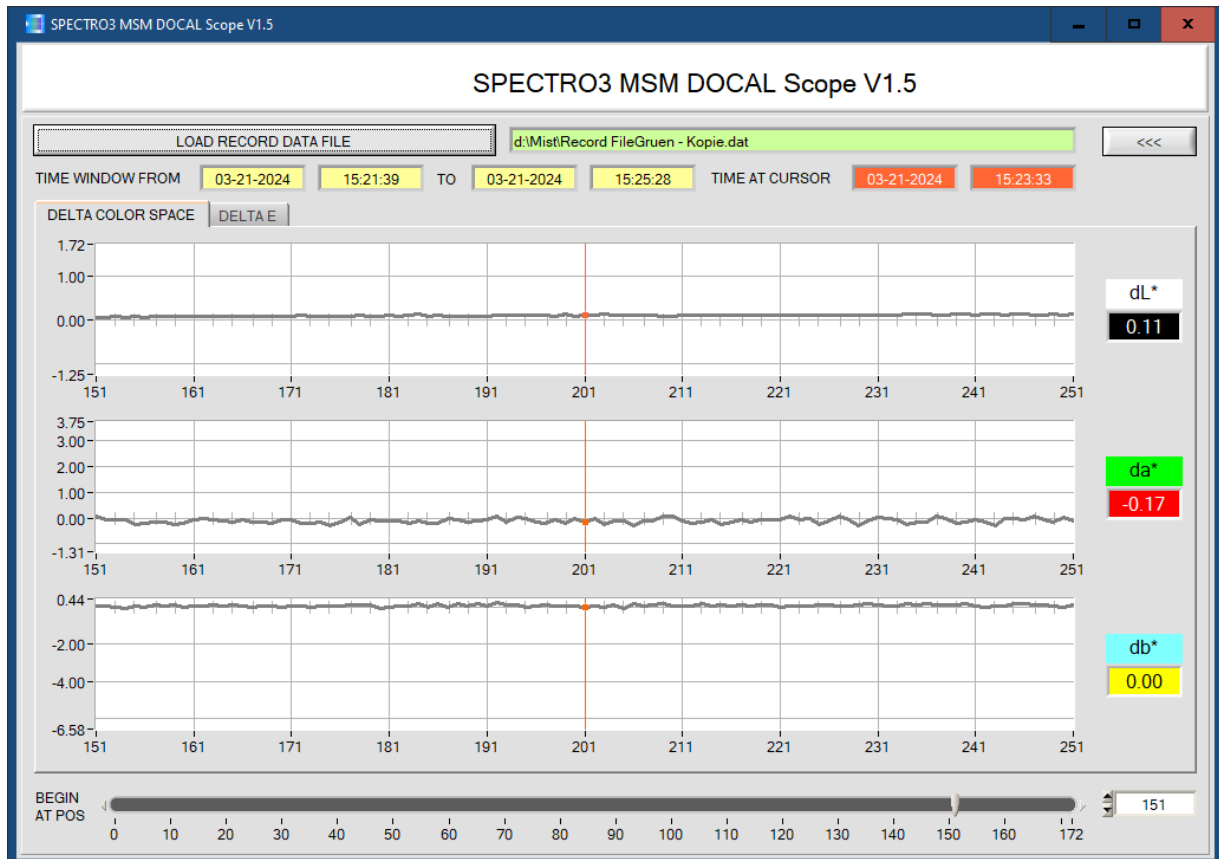 SPECTRO3 MSM DOCAL Scope V1.5
SPECTRO3 MSM DOCAL Scope V1.5
LOAD RECORD DATA FILE d:\Mist\Record FileGruen - Kopie.dat <<<
TIME WINDOW FROM 03-21-2024 15:21:39 TO 03-21-2024 15:25:28 TIME AT CURSOR 03-21-2024 15:23:33
DELTA COLOR SPACE DELTA E
1.72
1.00
0.00
-1.25
151 161 171 181 191 201 211 221 231 241 251
dL*
0.11
3.75
3.00
2.00
1.00
0.00
-1.31
151 161 171 181 191 201 211 221 231 241 251
da*
-0.17
0.44
-2.00
-4.00
-6.58
151 161 171 181 191 201 211 221 231 241 251
db*
0.00
BEGIN
AT POS
0 10 20 30 40 50 60 70 80 90 100 110 120 130 140 150 160 172
151